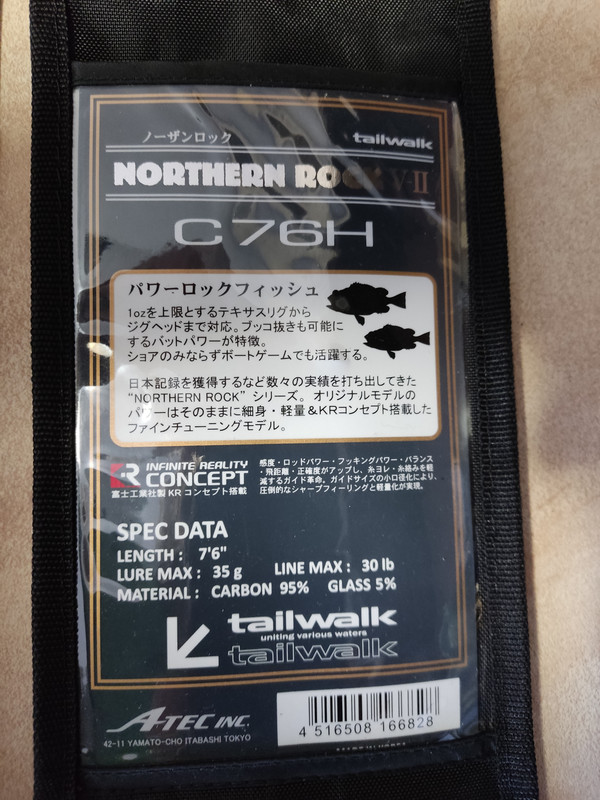 ノーザンロック
tailwalk
NORTHERN ROCK V-II
C76H
パワーロックフィッシュ
1ozを上限とするテキサスリグから
ジグヘッドまで対応。ブッコ抜きも可能に
するバットパワーが特徴。
ショアのみならずボートゲームでも活躍する。
日本記録を獲得するなど数々の実績を打ち出してきた
“NORTHERN ROCK”シリーズ。オリジナルモデルの
パワーはそのままに細身・軽量＆KRコンセプト搭載した
ファインチューニングモデル。
INFINITE REALITY
CONCEPT
富士工業社製 KR コンセプト搭載
感度・ロッドパワー・フッキングパワー・バランス
・飛距離・正確度がアップし、糸ヨレ・糸絡みを軽
減するガイド革命。ガイドサイズの小口径化により、
圧倒的なシャープフィーリングと軽量化が実現。
SPEC DATA
LENGTH : 7'6"
LURE MAX : 35 g LINE MAX : 30 lb
MATERIAL : CARBON 95% GLASS 5%
tailwalk
uniting various waters
tailwalk
A-TEC INC.
42-11 YAMATO-CHO ITABASHI TOKYO
4 516508 166828